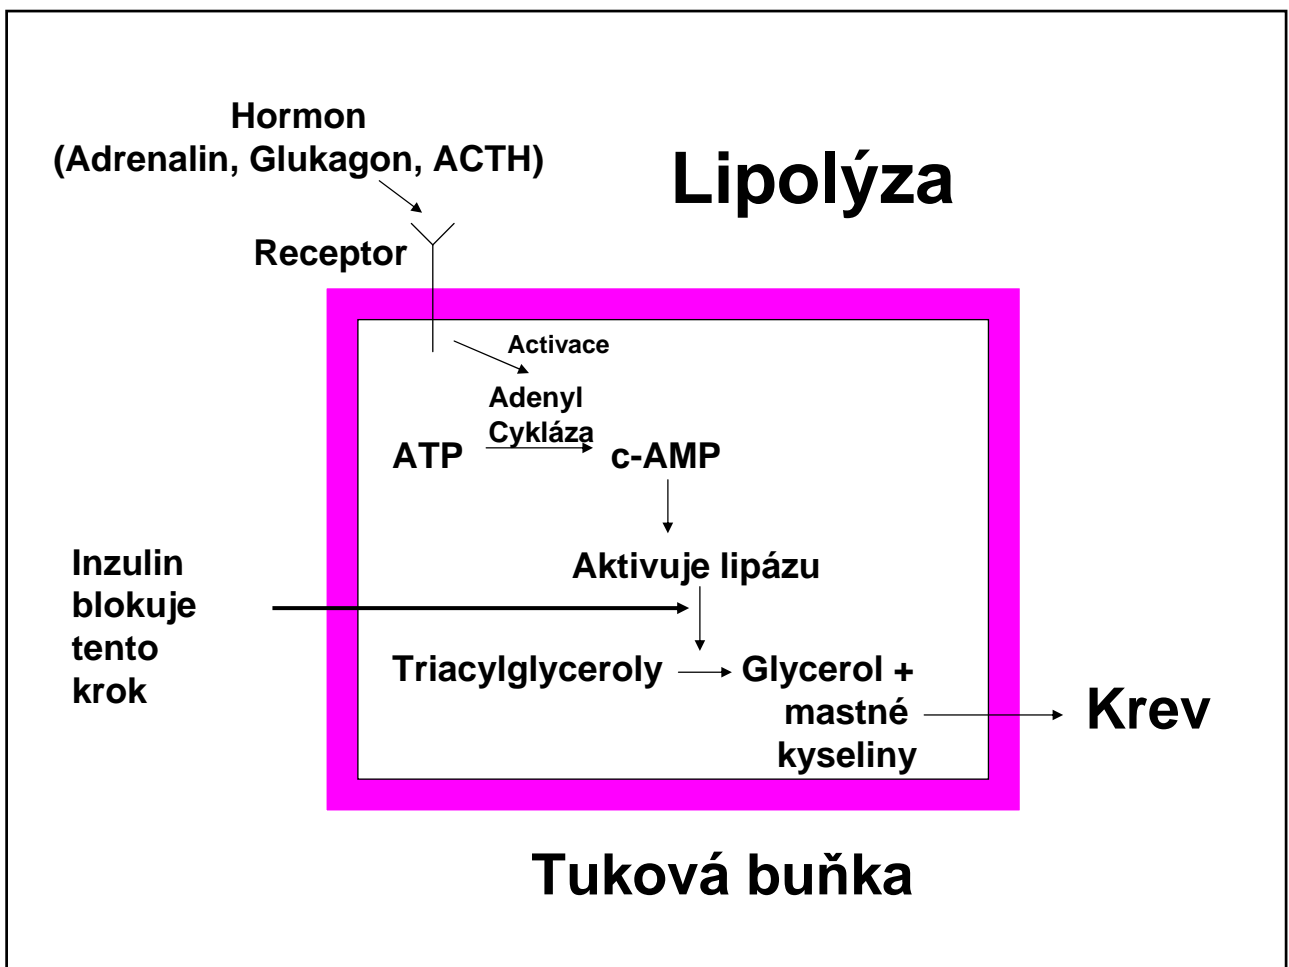 Hormon
(Adrenalin, Glukagon, ACTH)
Lipolýza
Receptor
Activace
Adenyl
Cykláza
ATP
c-AMP
Inzulin
blokuje
tento
krok
Aktivuje lipázu
Triacylglyceroly
Glycerol +
mastné
kyseliny
Krev
Tuková buňka